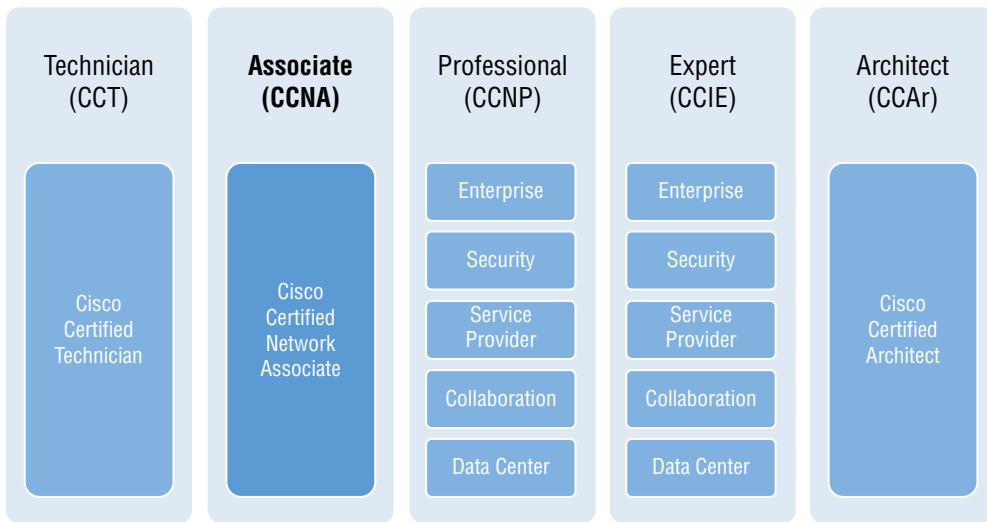 Technician
(CCT)
Cisco
Certified
Technician
Associate
(CCNA)
Cisco
Certified
Network
Associate
Professional
(CCNP)
Enterprise
Security
Service
Provider
Collaboration
Data Center
Expert
(CCIE)
Enterprise
Security
Service
Provider
Collaboration
Data Center
Architect
(CCAr)
Cisco
Certified
Architect